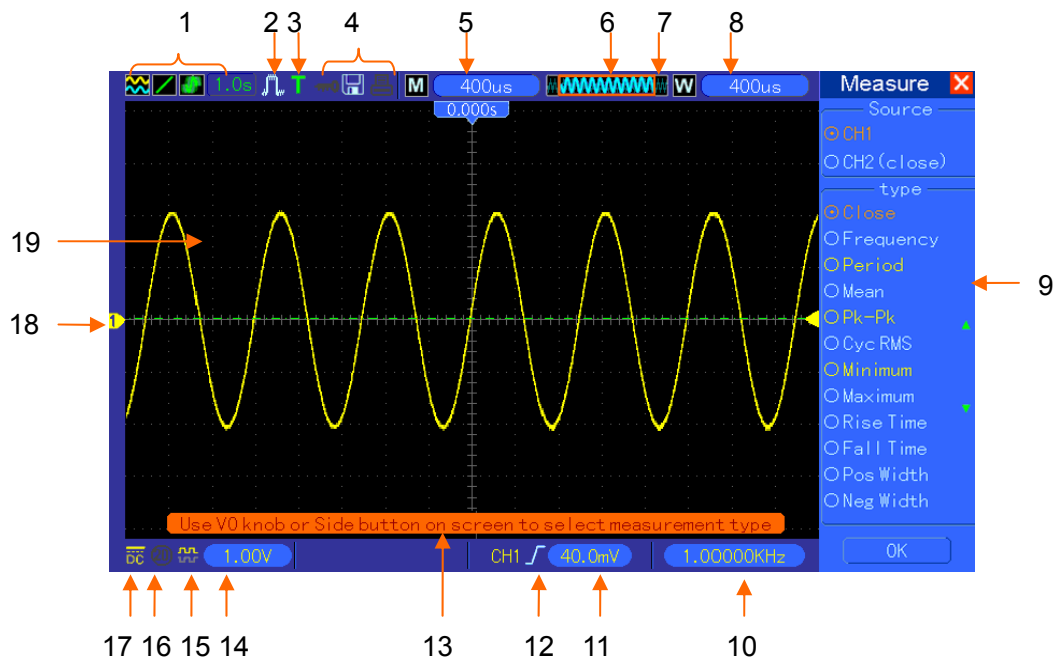 1 2 3 4 5 6 7 8
1.0s T M 400us W 400us
0.000s
Measure X
Source
CH1
CH2(close)
type
Close
Frequency
Period
Mean
Pk-Pk
Cyc RMS
Minimum
Maximum
Rise Time
Fall Time
Pos Width
Neg Width
OK
19
18
1
9
Use V0 knob or Side button on screen to select measurement type
DC 1.00V CH1 40.0mV 1.00000KHz
17 16 15 14 13 12 11 10